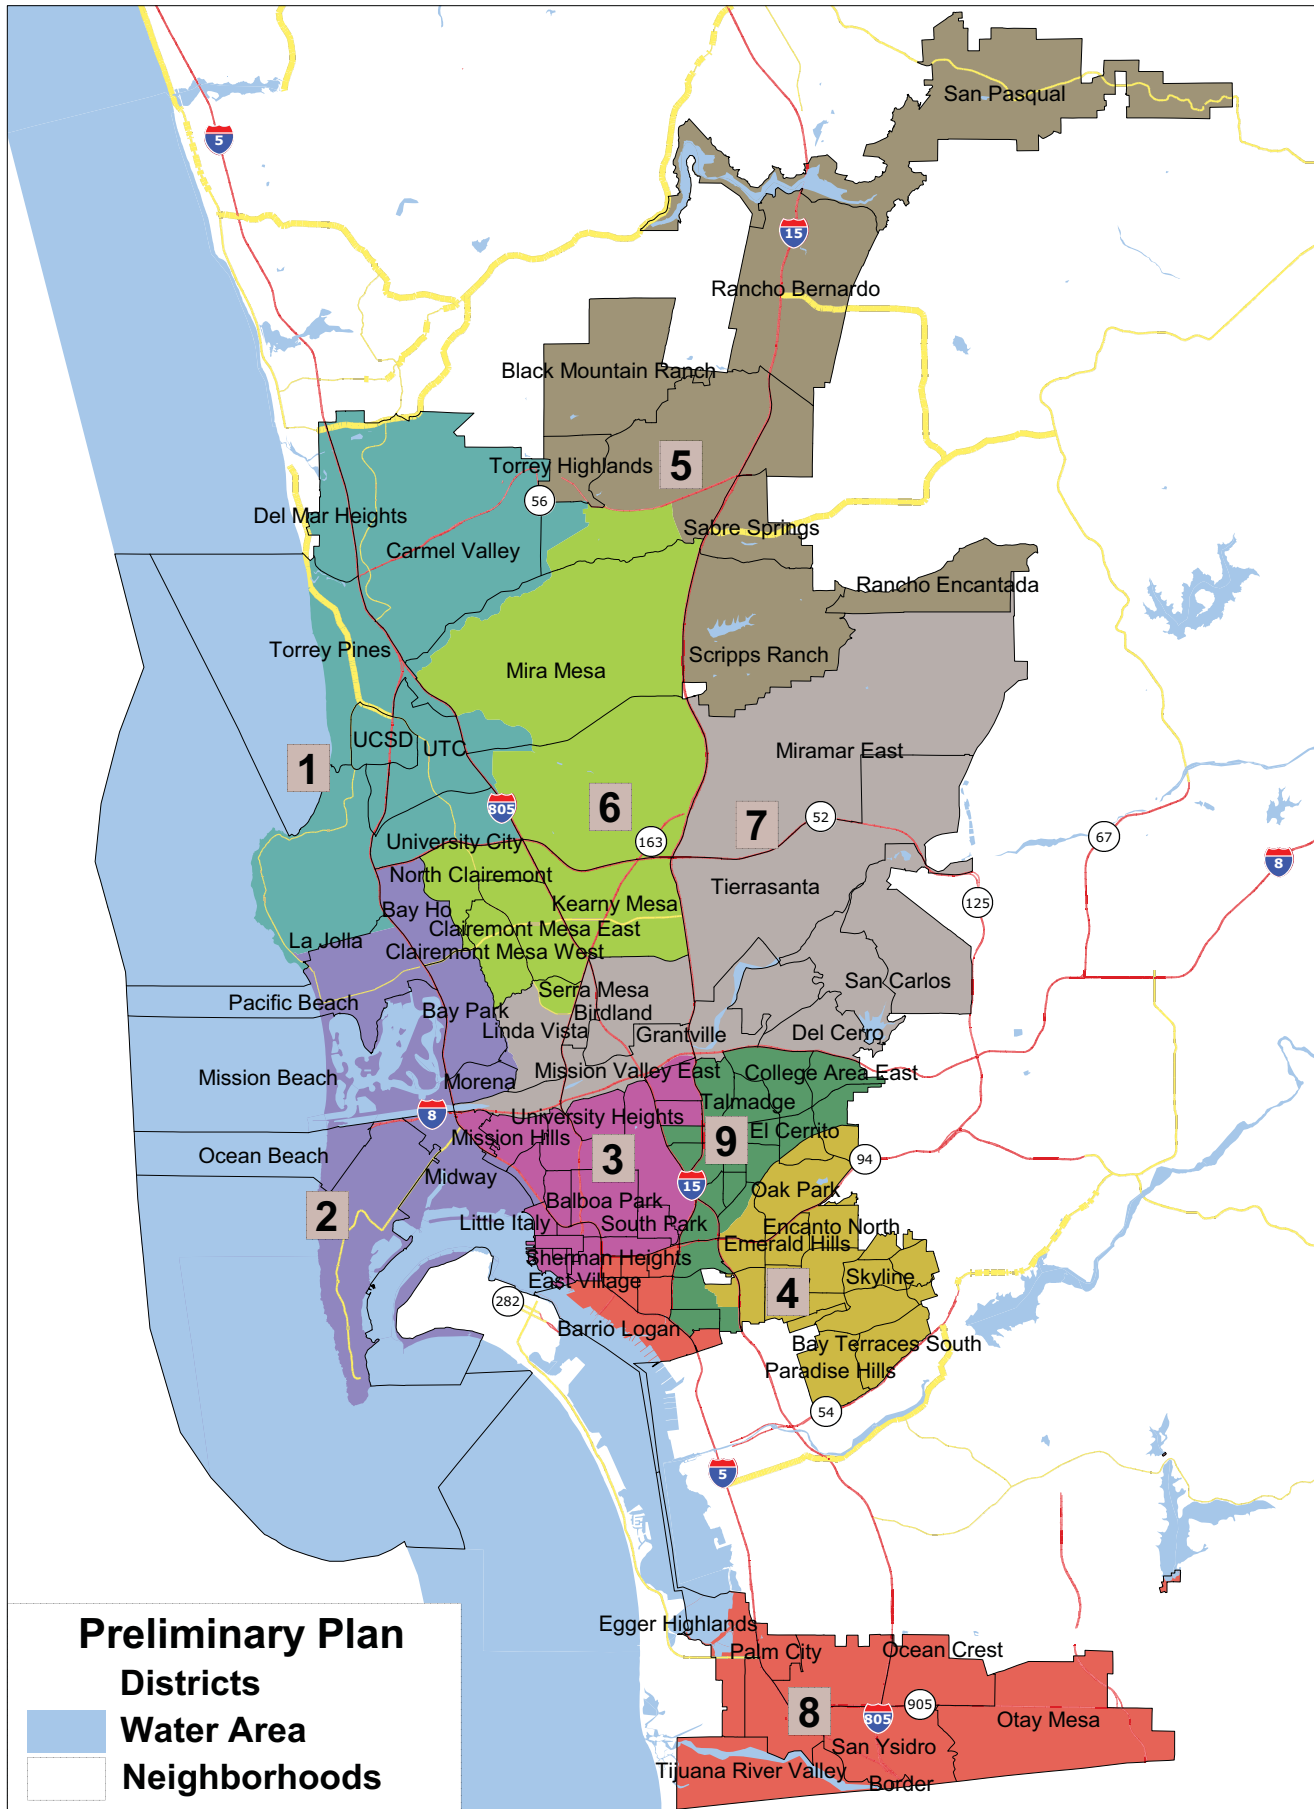 San Pasqual
5
15
Rancho Bernardo
Black Mountain Ranch
Torrey Highlands
5
56
Del Mar Heights
Sabre Springs
Carmel Valley
Rancho Encantada
Torrey Pines
Scripps Ranch
Mira Mesa
UCSD
UTC
Miramar East
1
805
6
7
52
163
67
8
University City
North Clairemont
Tierrasanta
125
Bay Ho
Kearny Mesa
Clairemont Mesa East
La Jolla
Clairemont Mesa West
San Carlos
Serra Mesa
Pacific Beach
Bay Park
Birdland
Linda Vista
Grantville
Del Cerro
Mission Beach
Morena
Mission Valley East
College Area East
Talmadge
8
University Heights
Mission Hills
El Cerrito
9
Ocean Beach
3
94
Midway
15
Oak Park
Balboa Park
2
Little Italy
South Park
Encanto North
Emerald Hills
Sherman Heights
East Village
Skyline
4
282
Barrio Logan
Bay Terraces South
Paradise Hills
54
5
Egger Highlands
Palm City
Ocean Crest
8
905
805
Otay Mesa
San Ysidro
Tijuana River Valley
Border
Preliminary Plan
Districts
Water Area
Neighborhoods